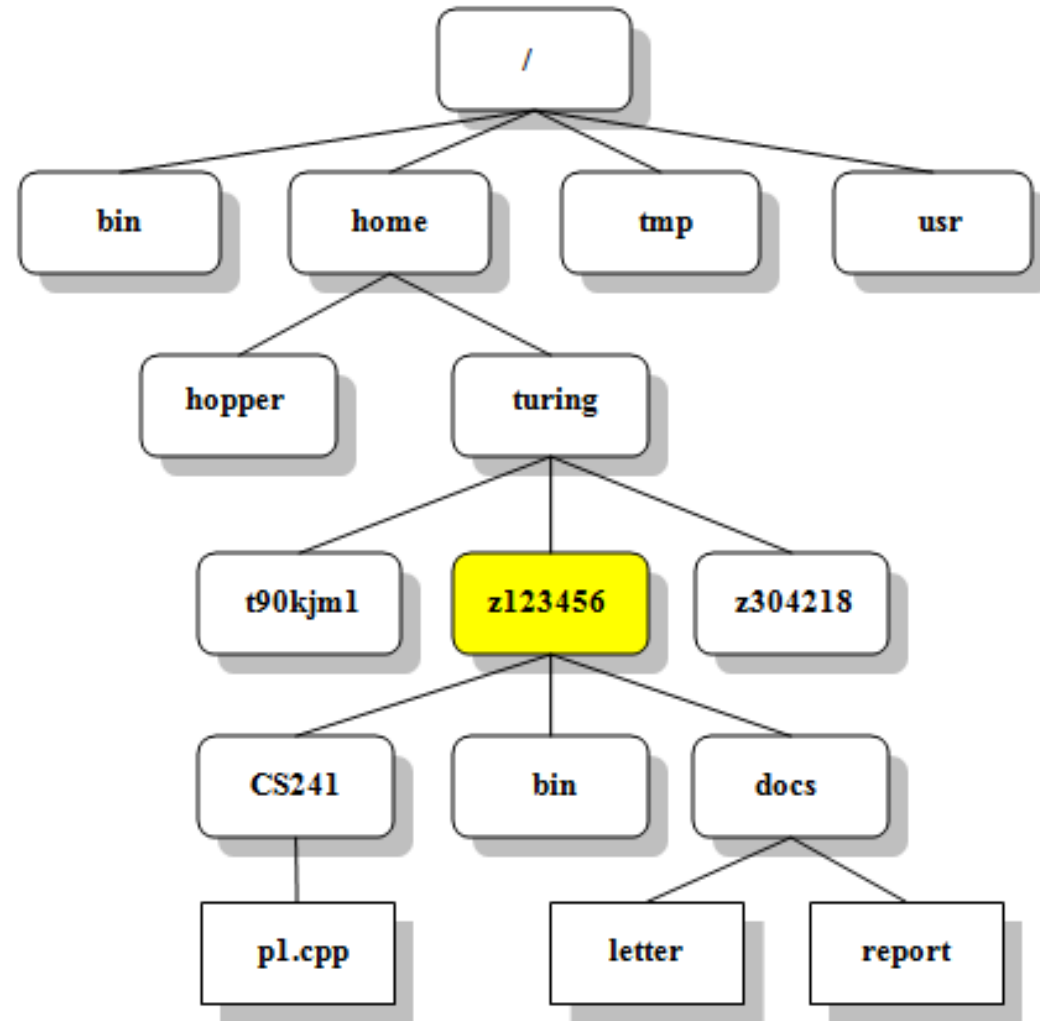 /
bin home tmp usr
hopper turing
t90kjm1 z123456 z304218
CS241 bin docs
p1.cpp letter report